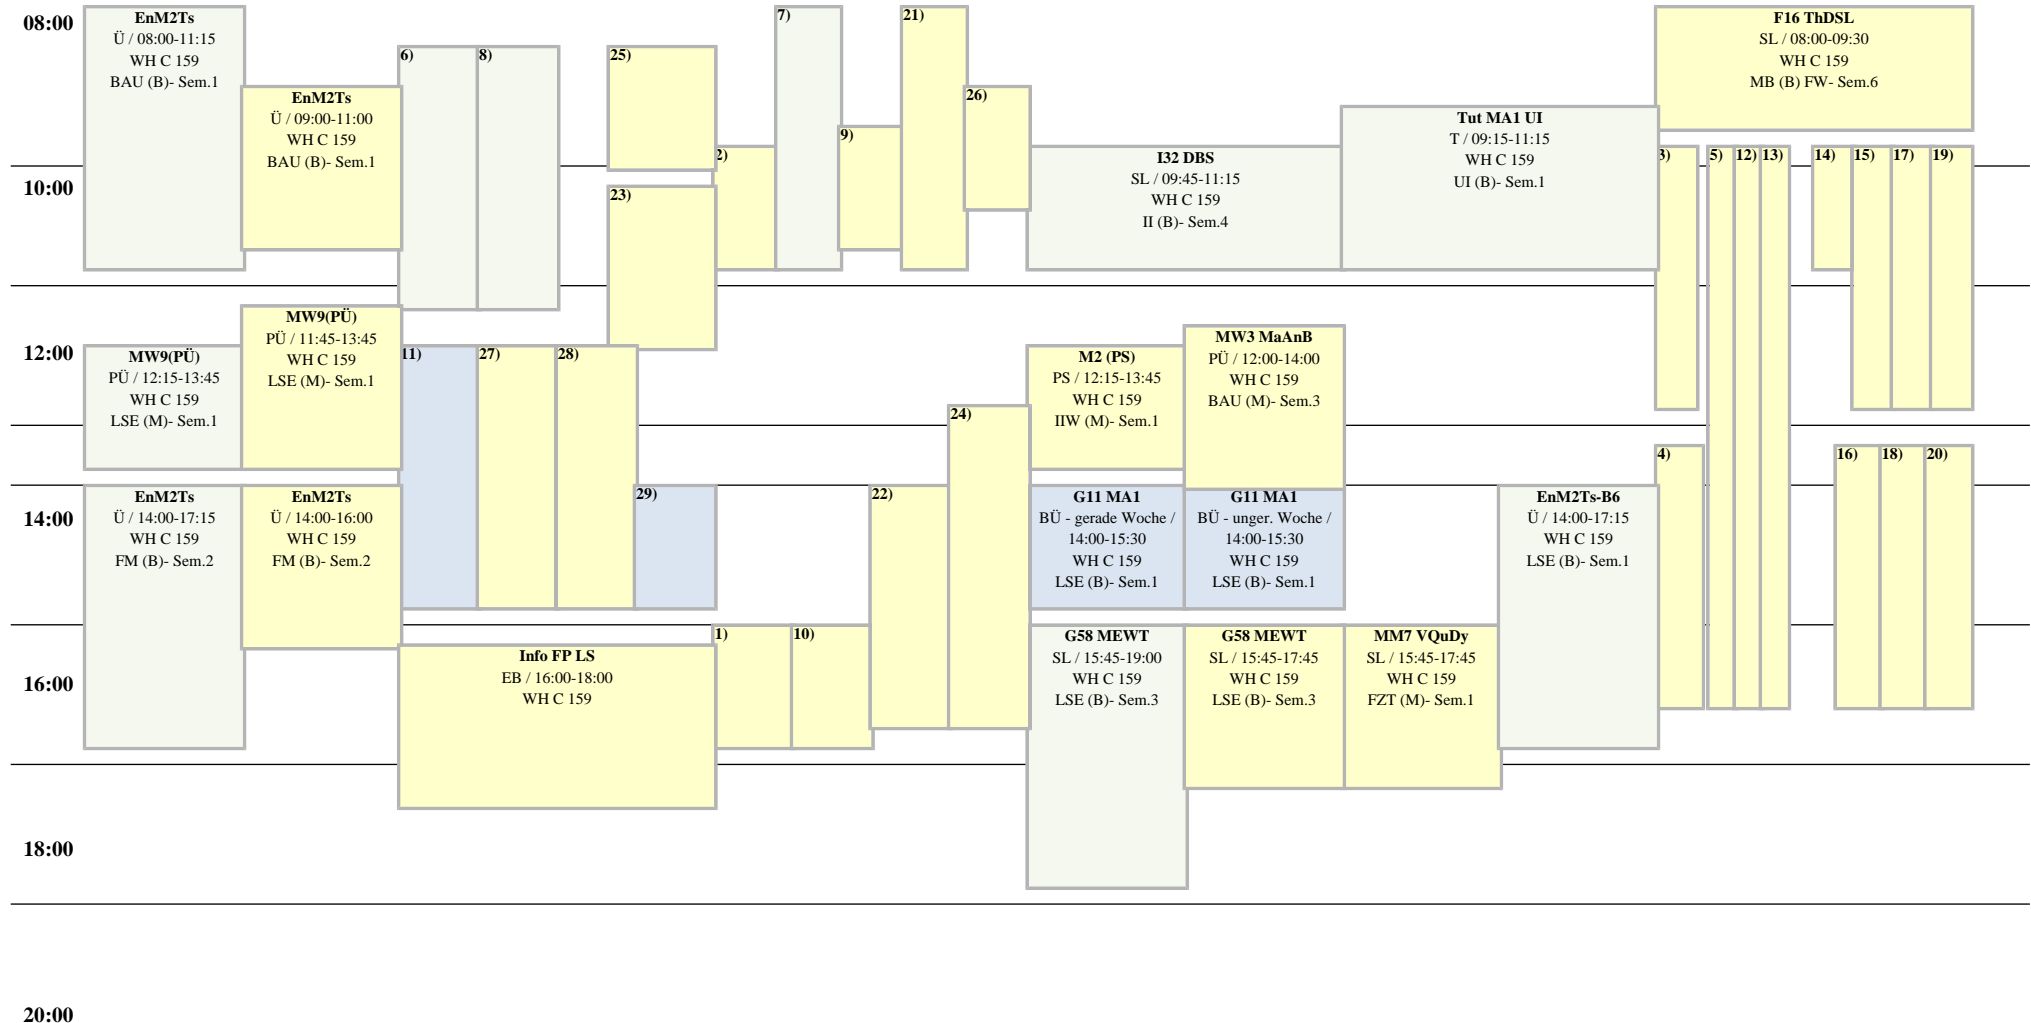 08:00
10:00
12:00
14:00
16:00
18:00
20:00
EnM2Ts
Ü / 08:00-11:15
WH C 159
BAU (B)- Sem.1
EnM2Ts
Ü / 09:00-11:00
WH C 159
BAU (B)- Sem.1
MW9(PÜ)
PÜ / 12:15-13:45
WH C 159
LSE (M)- Sem.1
MW9(PÜ)
PÜ / 11:45-13:45
WH C 159
LSE (M)- Sem.1
EnM2Ts
Ü / 14:00-17:15
WH C 159
FM (B)- Sem.2
EnM2Ts
Ü / 14:00-16:00
WH C 159
FM (B)- Sem.2
6)
8)
25)
23)
11)
27)
28)
29)
Info FP LS
EB / 16:00-18:00
WH C 159
2)
7)
9)
21)
26)
24)
22)
1)
10)
I32 DBS
SL / 09:45-11:15
WH C 159
II (B)- Sem.4
Tut MA1 UI
T / 09:15-11:15
WH C 159
UI (B)- Sem.1
M2 (PS)
PS / 12:15-13:45
WH C 159
IIW (M)- Sem.1
MW3 MaAnB
PÜ / 12:00-14:00
WH C 159
BAU (M)- Sem.3
G11 MA1
BÜ - gerade Woche /
14:00-15:30
WH C 159
LSE (B)- Sem.1
G11 MA1
BÜ - unger. Woche /
14:00-15:30
WH C 159
LSE (B)- Sem.1
EnM2Ts-B6
Ü / 14:00-17:15
WH C 159
LSE (B)- Sem.1
G58 MEWT
SL / 15:45-19:00
WH C 159
LSE (B)- Sem.3
G58 MEWT
SL / 15:45-17:45
WH C 159
LSE (B)- Sem.3
MM7 VQuDy
SL / 15:45-17:45
WH C 159
FZT (M)- Sem.1
F16 ThDSL
SL / 08:00-09:30
WH C 159
MB (B) FW- Sem.6
3)
5)
12)
13)
14)
15)
17)
19)
4)
16)
18)
20)